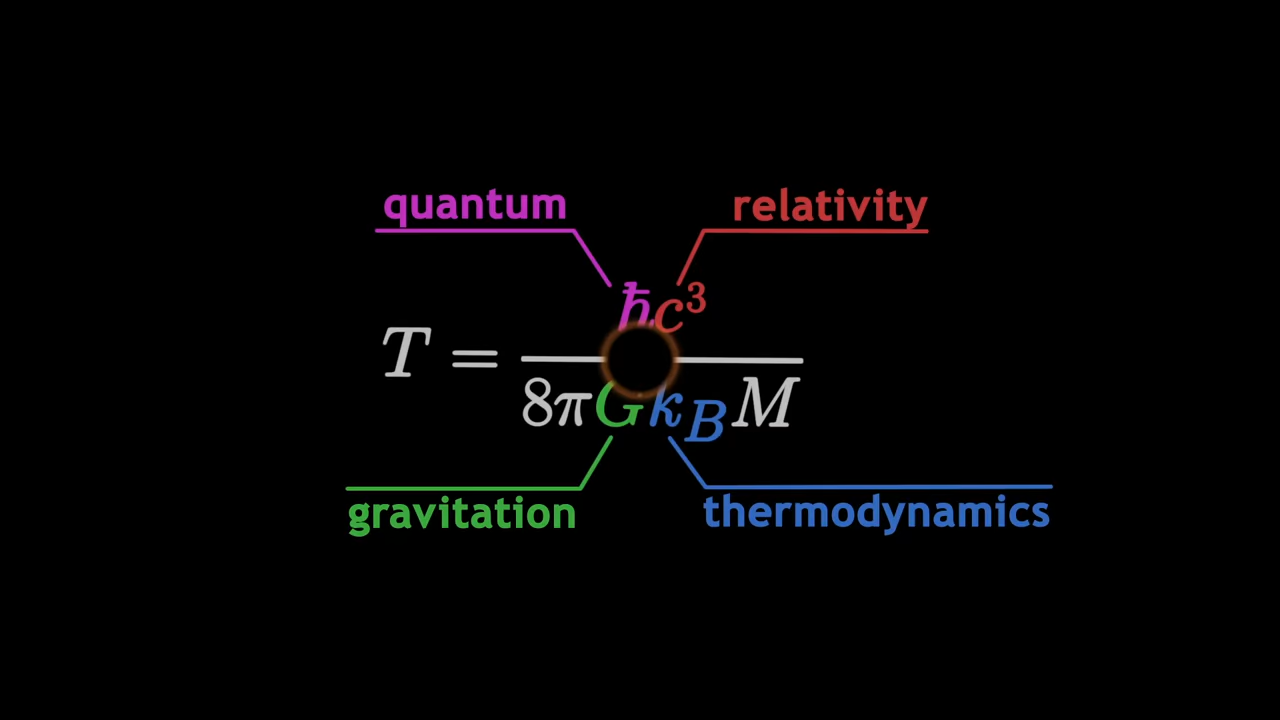 quantum relativity
T = ħc³
8πGk_BM
gravitation thermodynamics